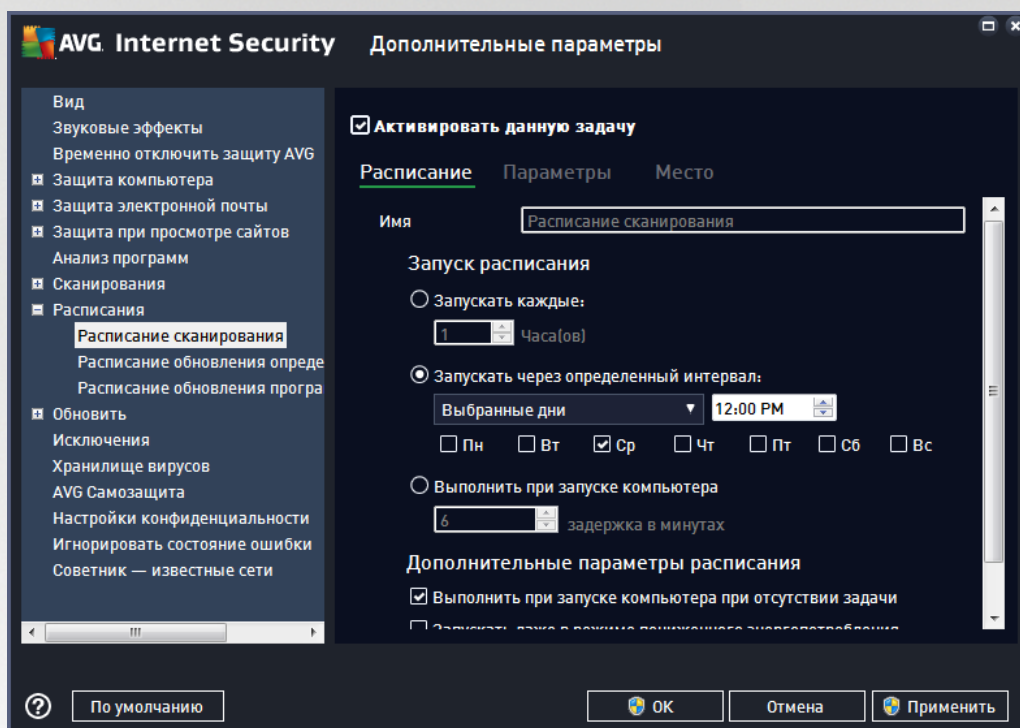 AVG. Internet Security Дополнительные параметры
Вид
Звуковые эффекты
Временно отключить защиту AVG
Защита компьютера
Защита электронной почты
Защита при просмотре сайтов
Анализ программ
Сканирования
Расписания
Расписание сканирования
Расписание обновления опреде
Расписание обновления програ
Обновить
Исключения
Хранилище вирусов
AVG Самозащита
Настройки конфиденциальности
Игнорировать состояние ошибки
Советник — известные сети
Активировать данную задачу
Расписание Параметры Место
Имя Расписание сканирования
Запуск расписания
Запускать каждые:
1 Часа(ов)
Запускать через определенный интервал:
Выбранные дни 12:00 PM
Пн Вт Ср Чт Пт Сб Вс
Выполнить при запуске компьютера
6 задержка в минутах
Дополнительные параметры расписания
Выполнить при запуске компьютера при отсутствии задачи
Запускать даже в режиме пониженного энергопотребления
? По умолчанию OK Отмена Применить